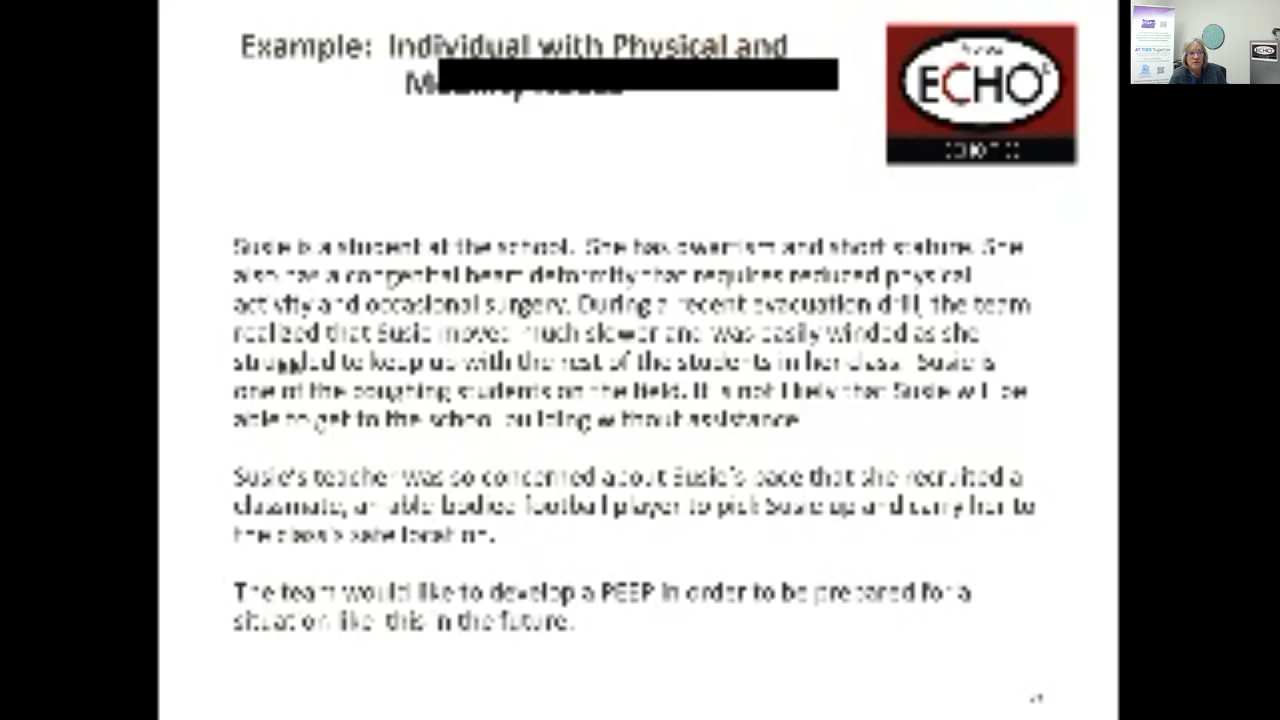 Example: Individual with Physical and
ECHO
Susie is a student at the school. She has dwarfism and short stature. She
also has a congenital heart deformity that requires reduced physical
activity and occasional surgery. During a recent evacuation drill, the team
realized that Susie moved much slower and was easily winded as she
struggled to keep up with the rest of the students in her class. Susie is
one of the coughing students on the field. It is not likely that Susie will be
able to get to the school building without assistance
Susie's teacher was so concerned about Susie's pace that she recruited a
classmate, an able-bodied football player to pick Susie up and carry her to
the class's safe location.
The team would like to develop a PEEP in order to be prepared for a
situation like this in the future.